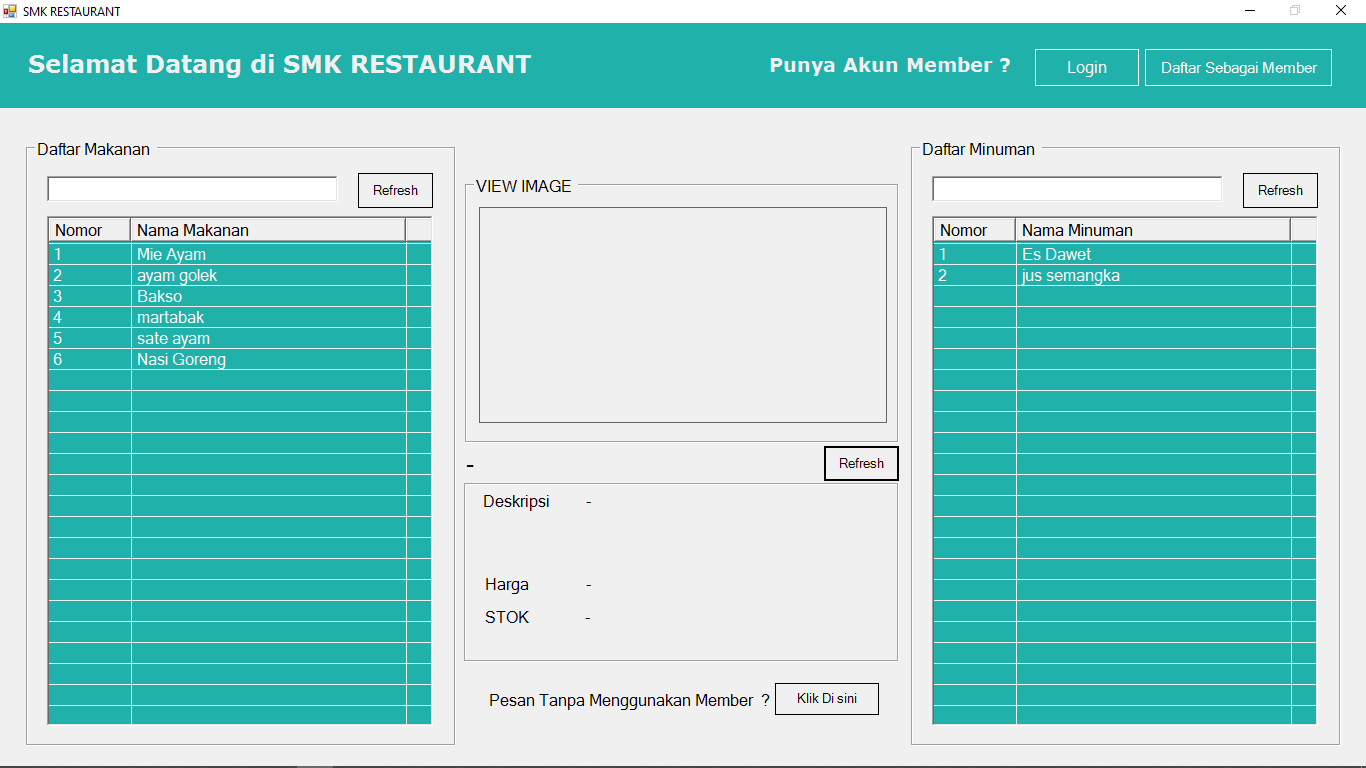 SMK RESTAURANT
Selamat Datang di SMK RESTAURANT
Punya Akun Member ?
Login
Daftar Sebagai Member
Daftar Makanan
Refresh
Nomor Nama Makanan
1 Mie Ayam
2 ayam golek
3 Bakso
4 martabak
5 sate ayam
6 Nasi Goreng
VIEW IMAGE
-
Refresh
Deskripsi -
Harga -
STOK -
Pesan Tanpa Menggunakan Member ?
Klik Di sini
Daftar Minuman
Refresh
Nomor Nama Minuman
1 Es Dawet
2 jus semangka